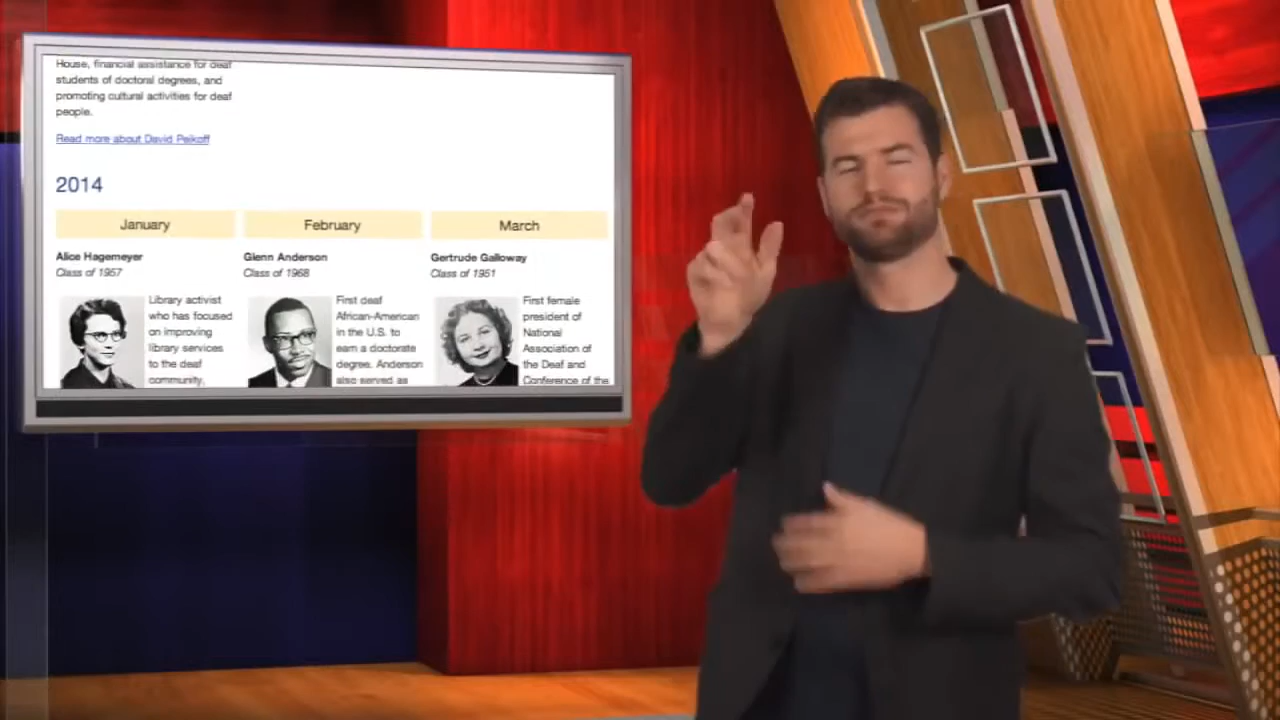 House, financial assistance for deaf
students of doctoral degrees, and
promoting cultural activities for deaf
people.
Read more about David Peikoff
2014
January
February
March
Alice Hagemeyer
Class of 1957
Glenn Anderson
Class of 1968
Gertrude Galloway
Class of 1951
Library activist
who has focused
on improving
library services
to the deaf
community,
First deaf
African-American
in the U.S. to
earn a doctorate
degree. Anderson
also served as
First female
president of
National
Association of
the Deaf and
Conference of the